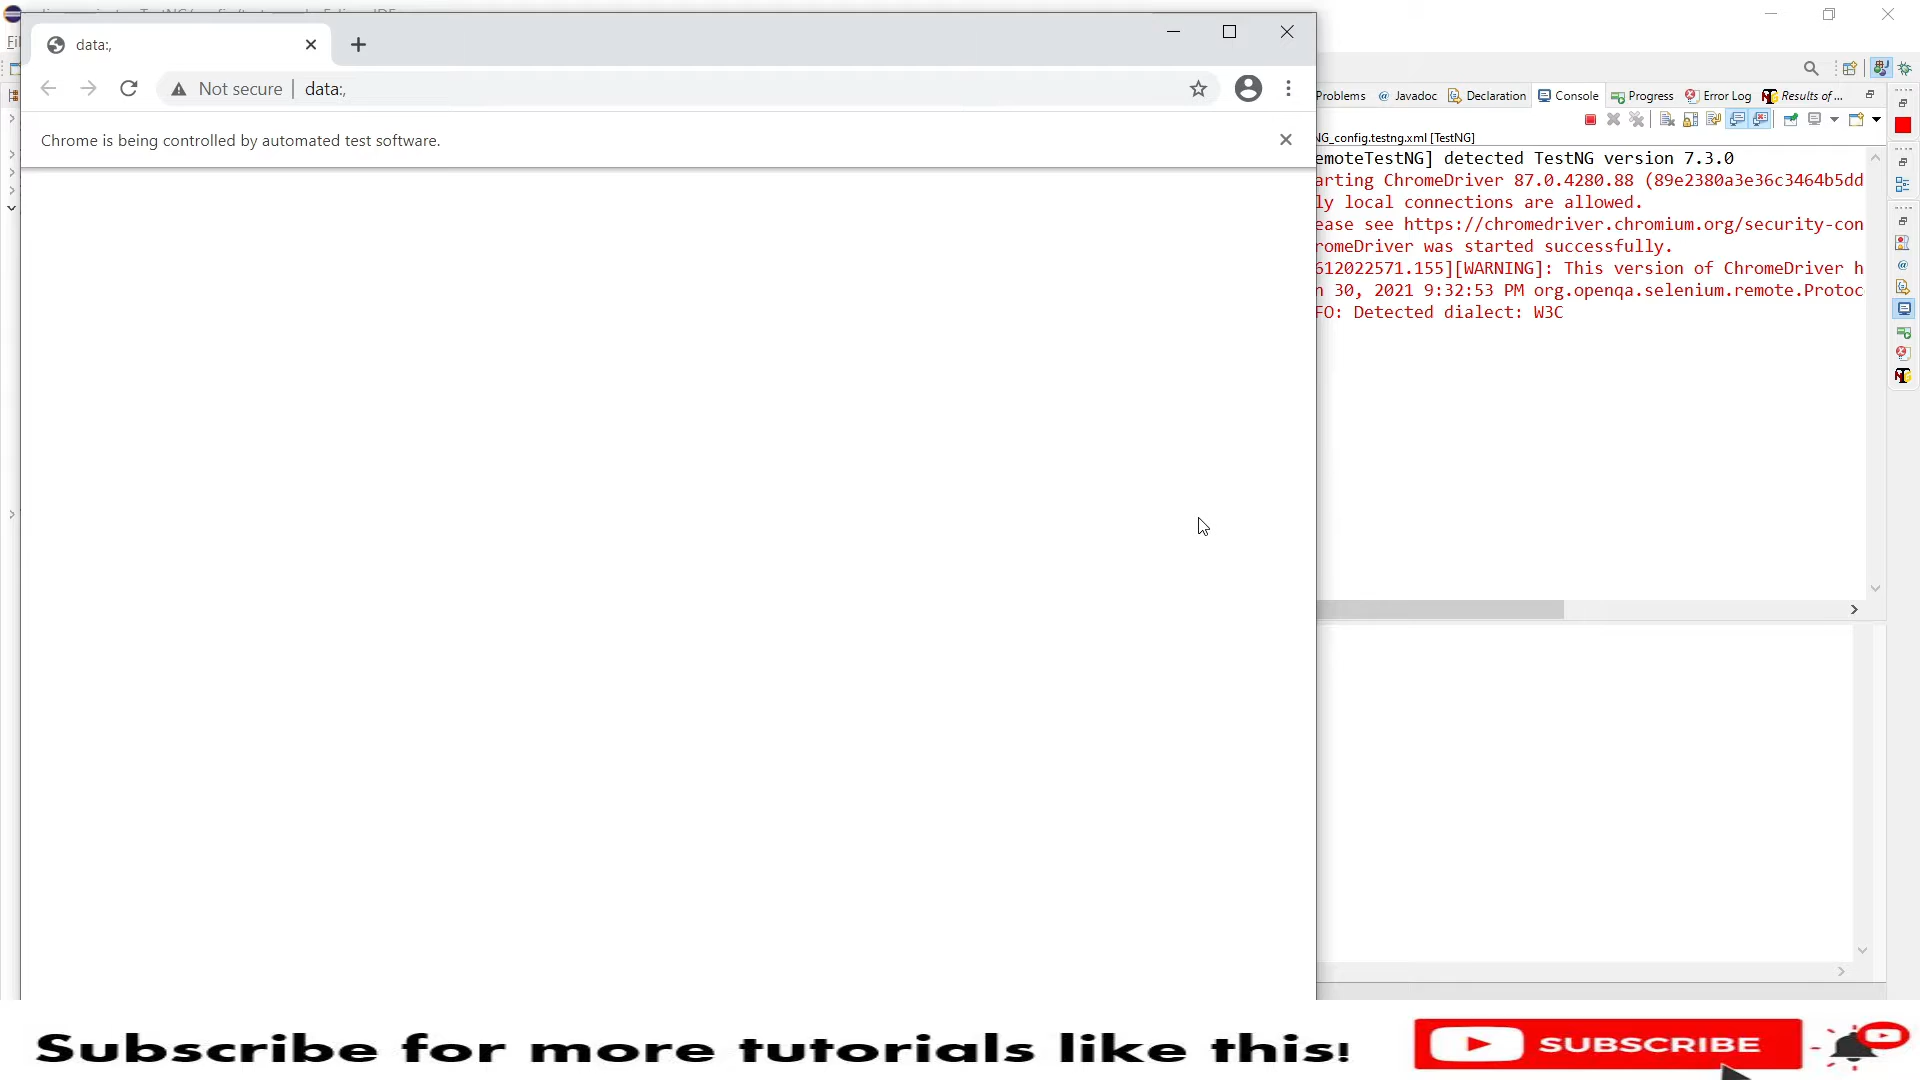 data:,
Not secure
data:,
Chrome is being controlled by automated test software.
Problems
@ Javadoc
Declaration
Console
Progress
Error Log
Results of ...
NG_config.testng.xml [TestNG]
emoteTestNG] detected TestNG version 7.3.0
arting ChromeDriver 87.0.4280.88 (89e2380a3e36c3464b5dd
ly local connections are allowed.
ease see https://chromedriver.chromium.org/security-con
romeDriver was started successfully.
612022571.155][WARNING]: This version of ChromeDriver h
n 30, 2021 9:32:53 PM org.openqa.selenium.remote.Protoc
FO: Detected dialect: W3C
Subscribe for more tutorials like this!
SUBSCRIBE